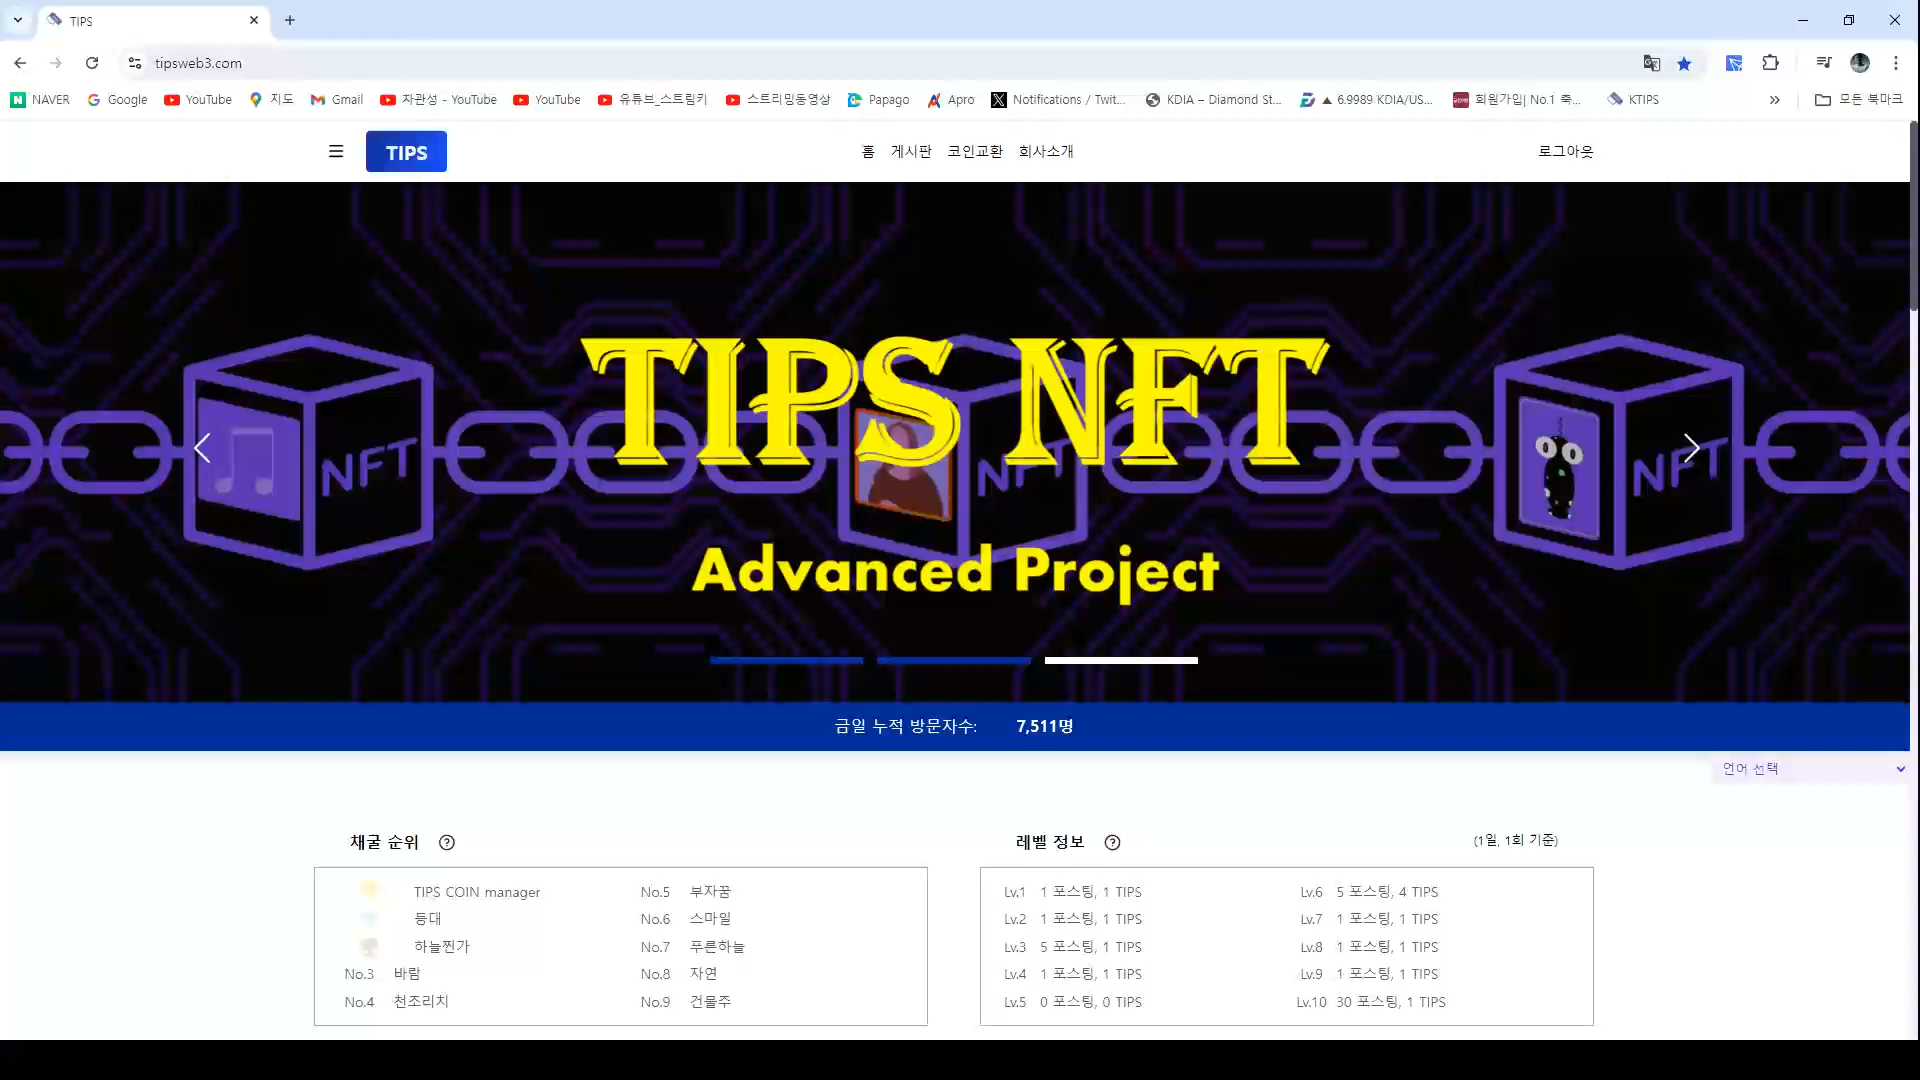 TIPS
tipsweb3.com
NAVER Google YouTube 지도 Gmail 자관성 - YouTube YouTube 유튜브_스트림키 스트리밍동영상 Papago Apro Notifications / Twit... KDIA – Diamond St... ▲ 6.9989 KDIA/US... 회원가입| No.1 축... KTIPS » 모든 북마크
TIPS 홈 게시판 코인교환 회사소개 로그아웃
TIPS NFT
NFT NFT NFT
Advanced Project
금일 누적 방문자수: 7,511명
언어 선택
채굴 순위
TIPS COIN manager No.5 부자꿈
등대 No.6 스마일
하늘찐가 No.7 푸른하늘
No.3 바람 No.8 자연
No.4 천조리치 No.9 건물주
레벨 정보 (1일, 1회 기준)
Lv.1 1 포스팅, 1 TIPS Lv.6 5 포스팅, 4 TIPS
Lv.2 1 포스팅, 1 TIPS Lv.7 1 포스팅, 1 TIPS
Lv.3 5 포스팅, 1 TIPS Lv.8 1 포스팅, 1 TIPS
Lv.4 1 포스팅, 1 TIPS Lv.9 1 포스팅, 1 TIPS
Lv.5 0 포스팅, 0 TIPS Lv.10 30 포스팅, 1 TIPS